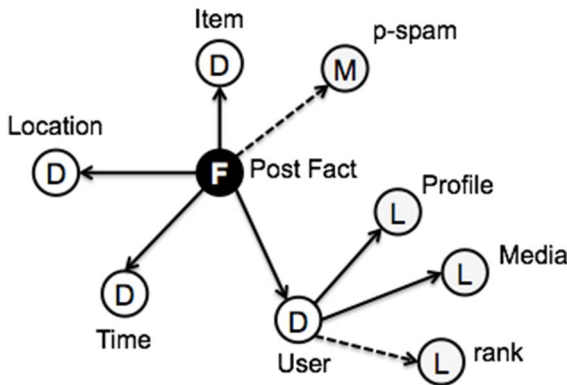 Item
p-spam
D
M
Location
D
F
Post Fact
Profile
L
Media
L
D
Time
D
User
L
rank